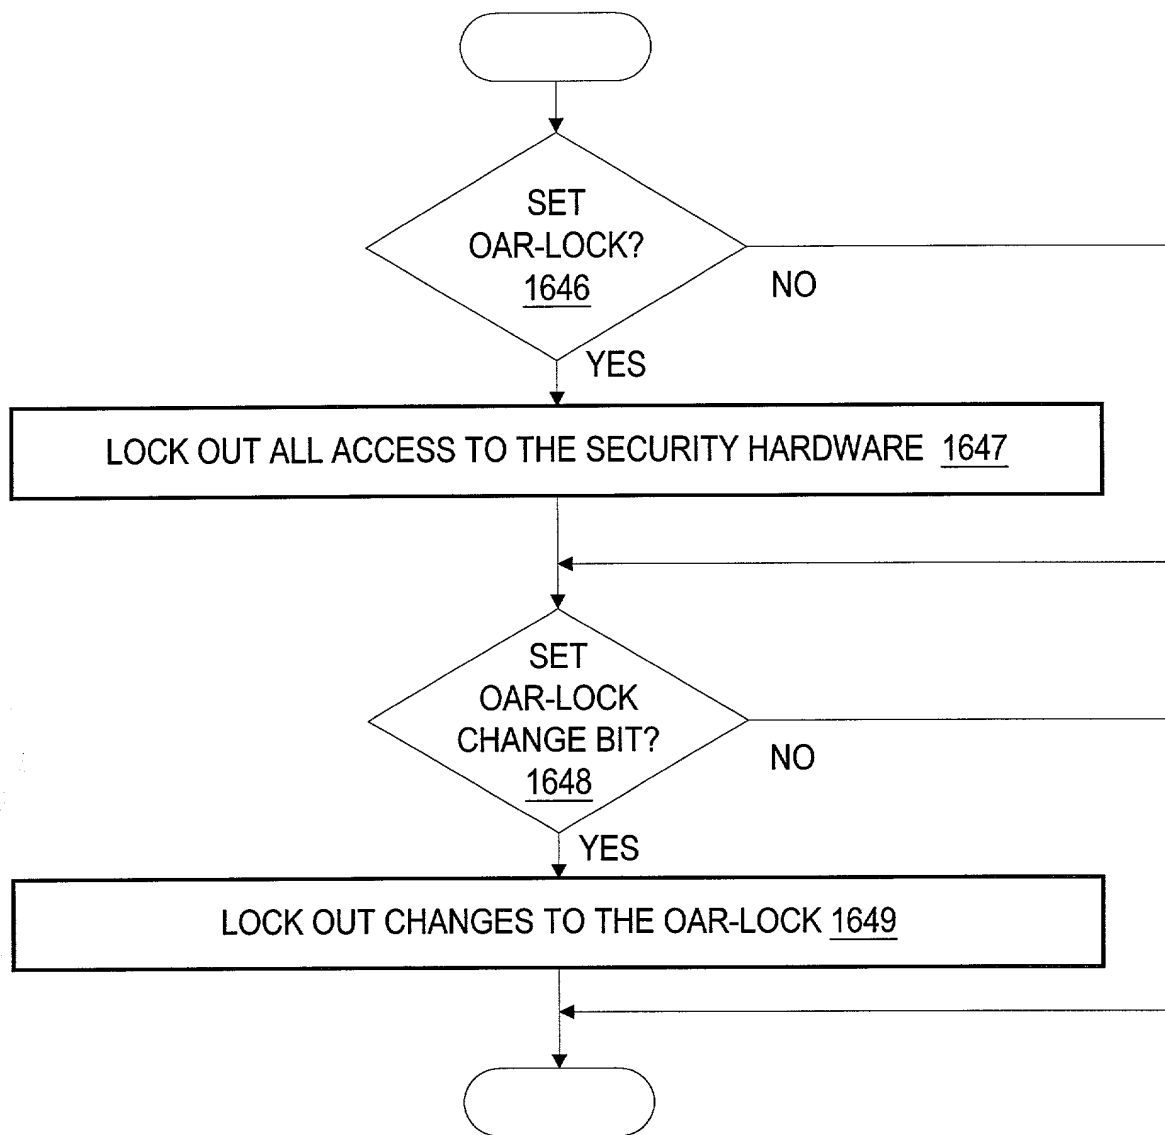 SET
OAR-LOCK?
1646
NO
YES
LOCK OUT ALL ACCESS TO THE SECURITY HARDWARE 1647
SET
OAR-LOCK
CHANGE BIT?
1648
NO
YES
LOCK OUT CHANGES TO THE OAR-LOCK 1649